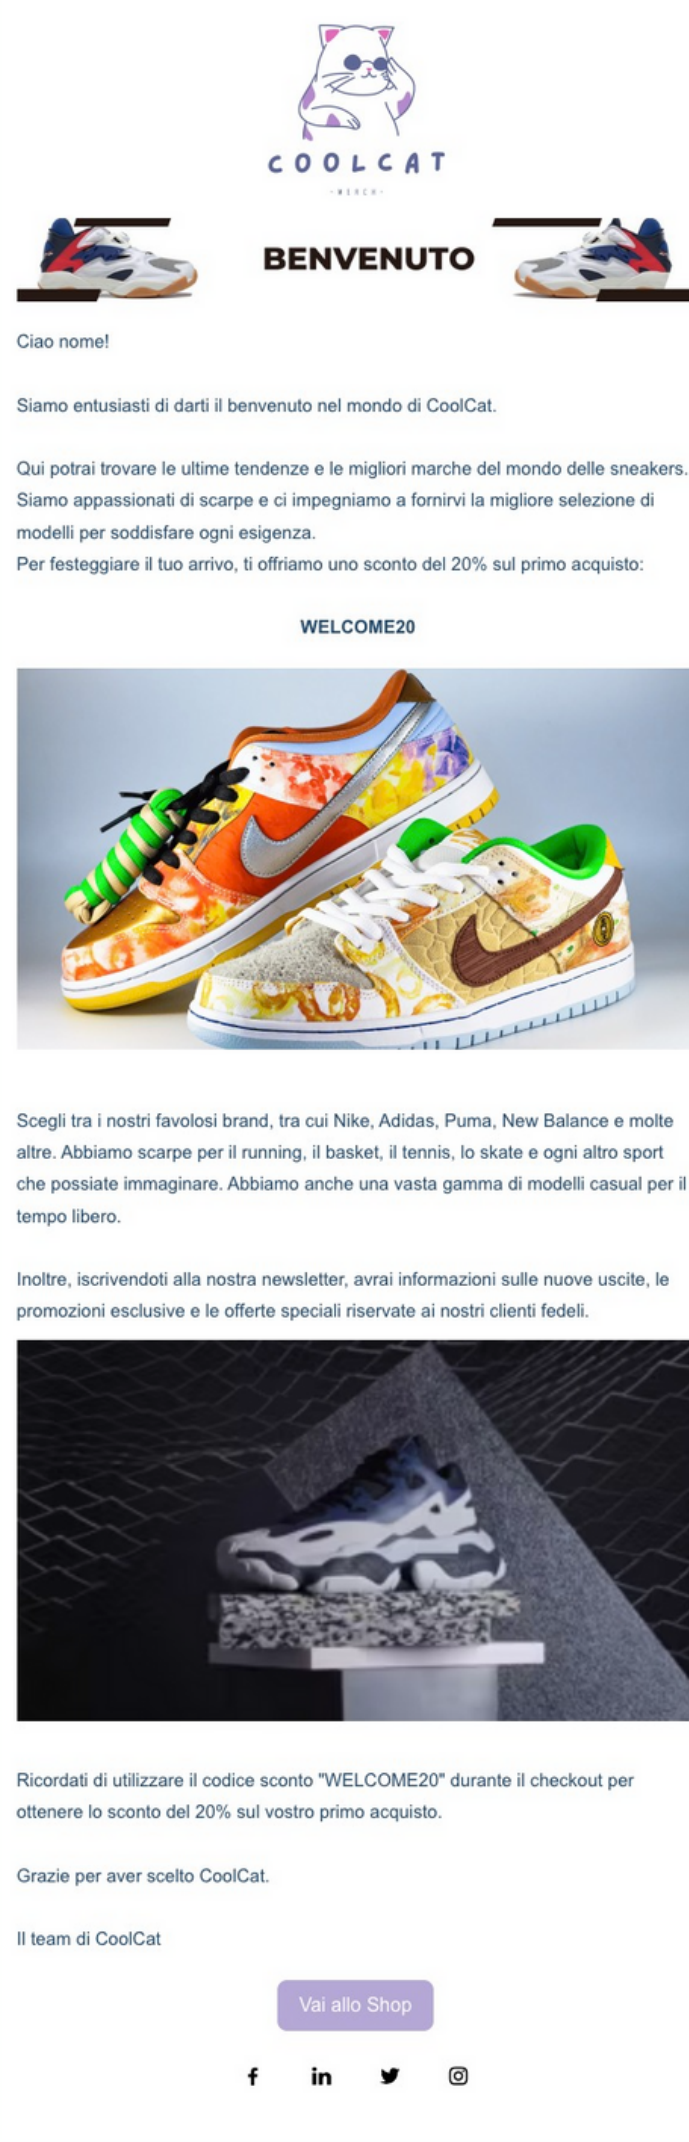 COOLCAT
-MERCH-
BENVENUTO
Ciao nome!
Siamo entusiasti di darti il benvenuto nel mondo di CoolCat.
Qui potrai trovare le ultime tendenze e le migliori marche del mondo delle sneakers.
Siamo appassionati di scarpe e ci impegniamo a fornirvi la migliore selezione di
modelli per soddisfare ogni esigenza.
Per festeggiare il tuo arrivo, ti offriamo uno sconto del 20% sul primo acquisto:
WELCOME20
Scegli tra i nostri favolosi brand, tra cui Nike, Adidas, Puma, New Balance e molte
altre. Abbiamo scarpe per il running, il basket, il tennis, lo skate e ogni altro sport
che possiate immaginare. Abbiamo anche una vasta gamma di modelli casual per il
tempo libero.
Inoltre, iscrivendoti alla nostra newsletter, avrai informazioni sulle nuove uscite, le
promozioni esclusive e le offerte speciali riservate ai nostri clienti fedeli.
Ricordati di utilizzare il codice sconto "WELCOME20" durante il checkout per
ottenere lo sconto del 20% sul vostro primo acquisto.
Grazie per aver scelto CoolCat.
Il team di CoolCat
Vai allo Shop